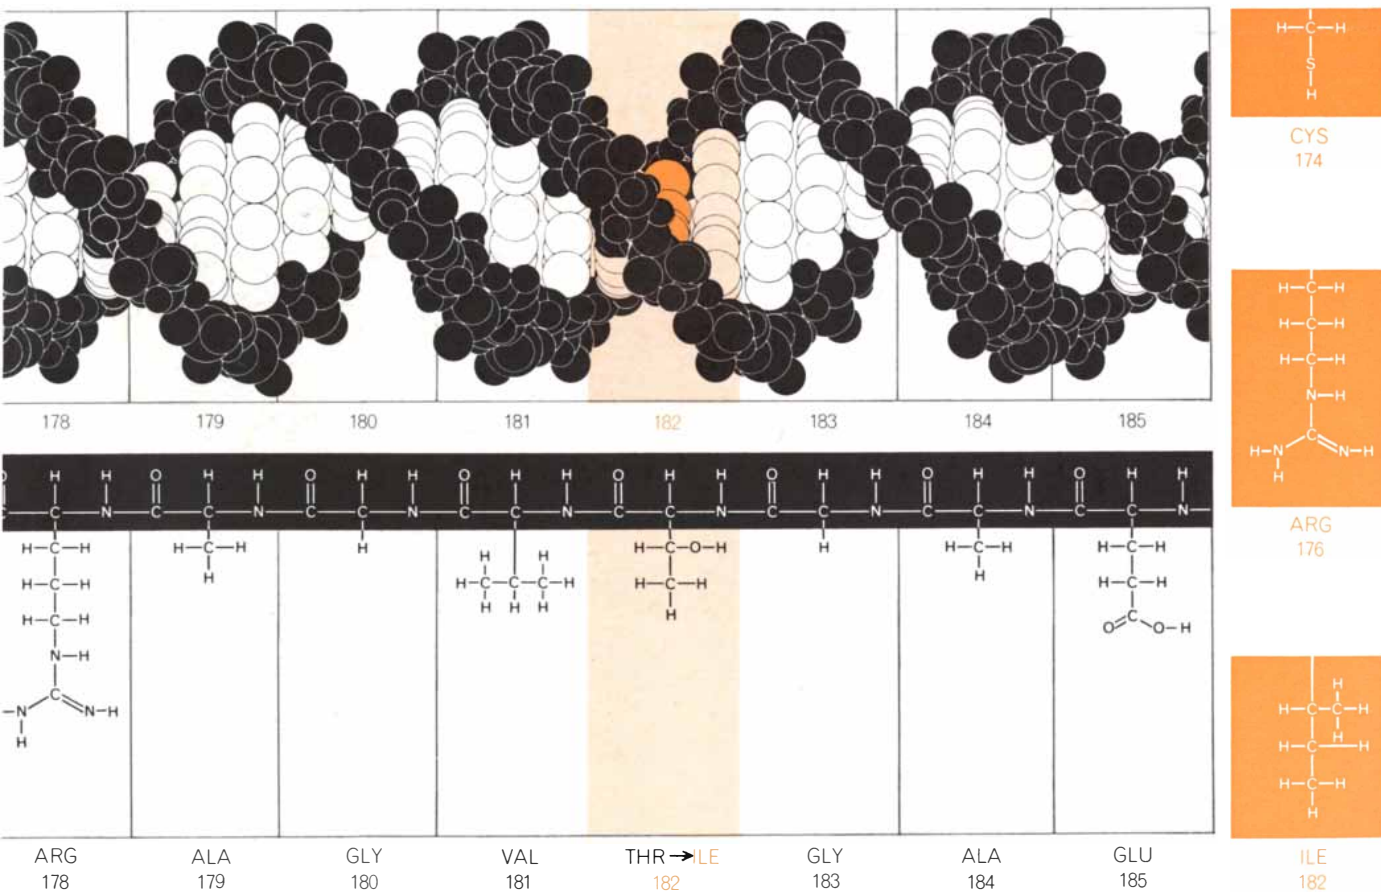 178 179 180 181 182 183 184 185
H H O H H O H H O H H O H H O H H O H H O H H
C C N C C N C C N C C N C C N C C N C C N C C N
H-C-H
H-C-H
H-C-H
N-H
C
N N-H
H
H-C-H
H
H
H H
H-C-C-C-H
H H H
H-C-O-H
H-C-H
H
H
H-C-H
H
H-C-H
H-C-H
O C O-H
ARG ALA GLY VAL THR→ILE GLY ALA GLU
178 179 180 181 182 183 184 185
H-C-H
S
H
CYS
174
H-C-H
H-C-H
H-C-H
N-H
C
H-N N-H
H
ARG
176
H
H-C-C-H
H
H-C-H
H-C-H
H
ILE
182